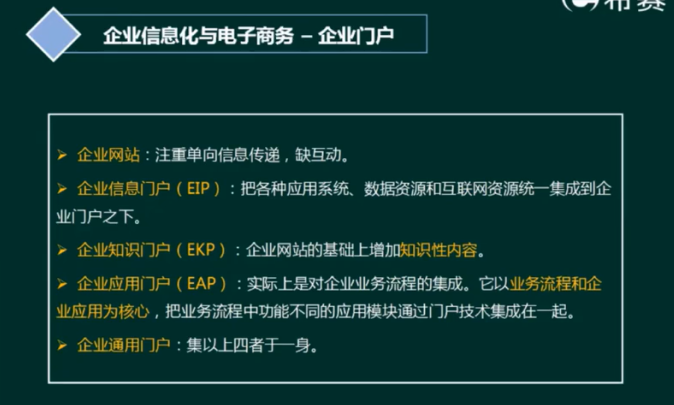 希赛
企业信息化与电子商务 – 企业门户
➢ 企业网站：注重单向信息传递，缺互动。
➢ 企业信息门户（EIP）：把各种应用系统、数据资源和互联网资源统一集成到企
业门户之下。
➢ 企业知识门户（EKP）：企业网站的基础上增加知识性内容。
➢ 企业应用门户（EAP）：实际上是对企业业务流程的集成。它以业务流程和企
业应用为核心，把业务流程中功能不同的应用模块通过门户技术集成在一起。
➢ 企业通用门户：集以上四者于一身。